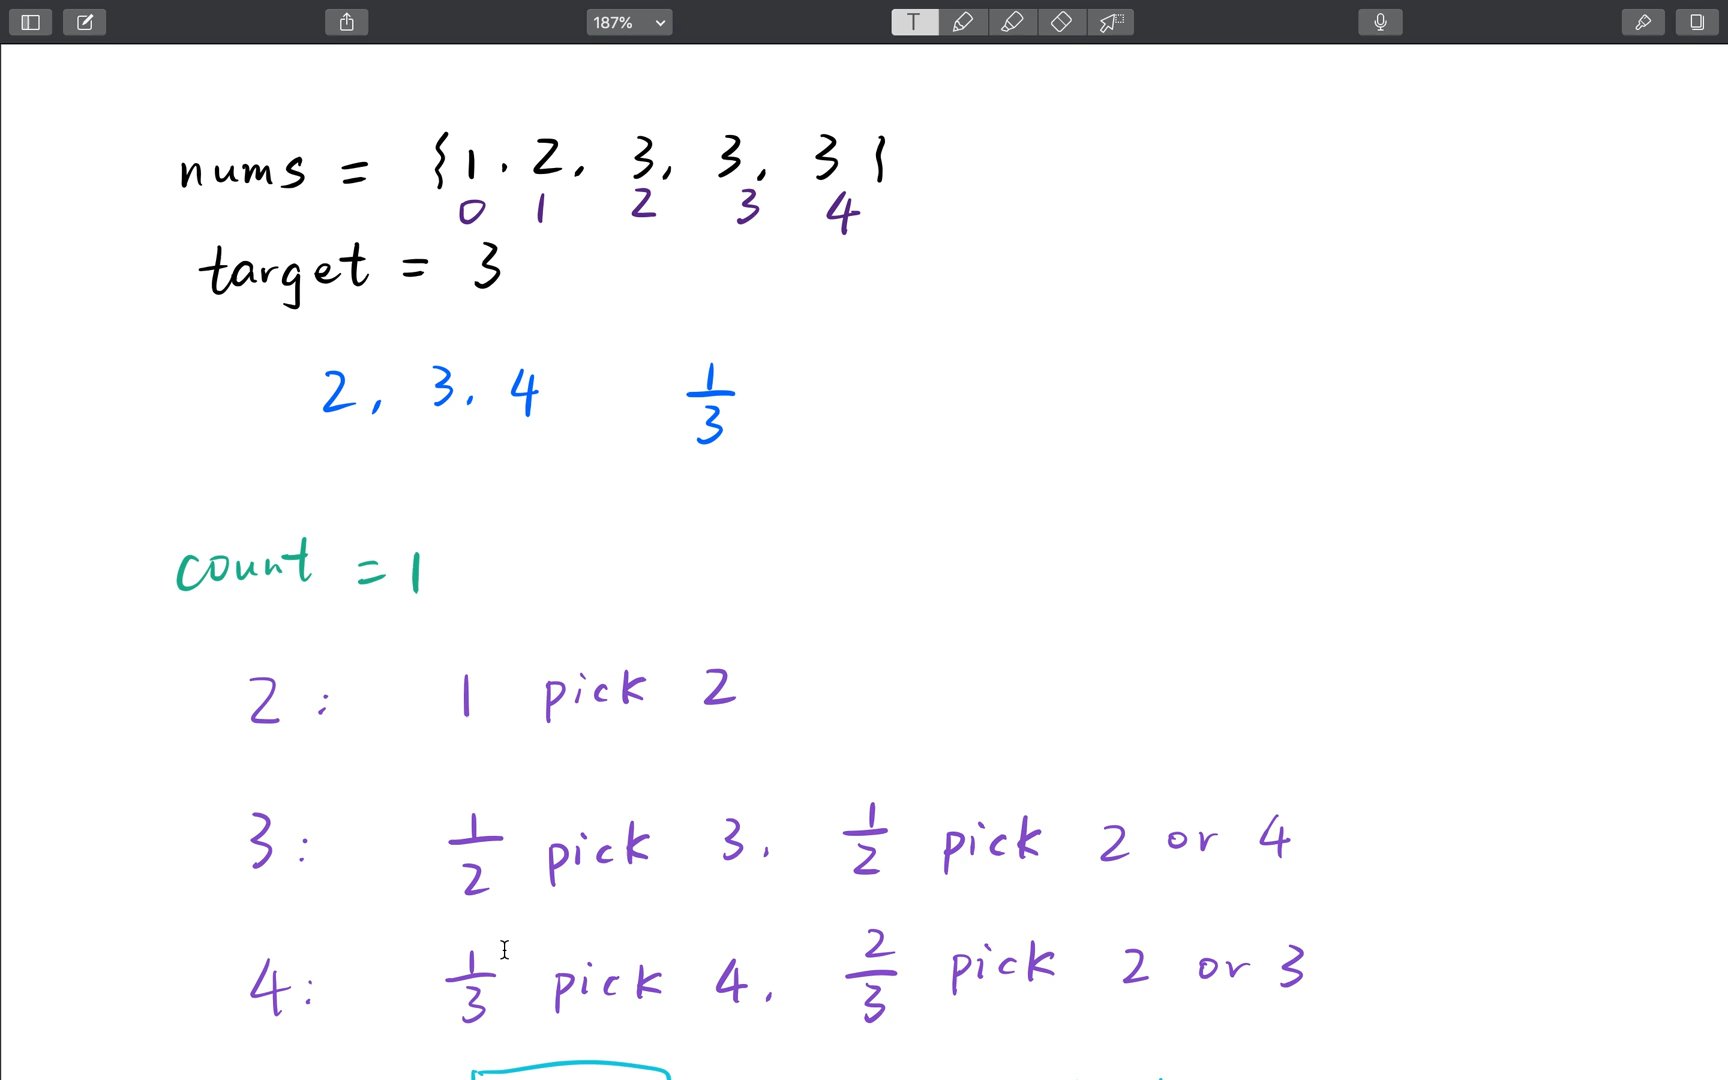 187%
T
nums = {1, 2, 3, 3, 3}
0 1 2 3 4
target = 3
2, 3, 4 1/3
count = 1
2: 1 pick 2
3: 1/2 pick 3, 1/2 pick 2 or 4
4: 1/3 pick 4, 2/3 pick 2 or 3